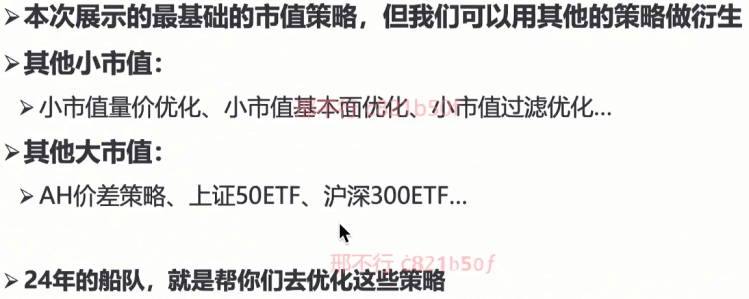 ➢本次展示的最基础的市值策略，但我们可以用其他的策略做衍生
➢其他小市值：
➢小市值量价优化、小市值基本面优化、小市值过滤优化...
邢不行 c821b50f
➢其他大市值：
➢AH价差策略、上证50ETF、沪深300ETF...
邢不行 c821b50f
➢24年的船队，就是帮你们去优化这些策略